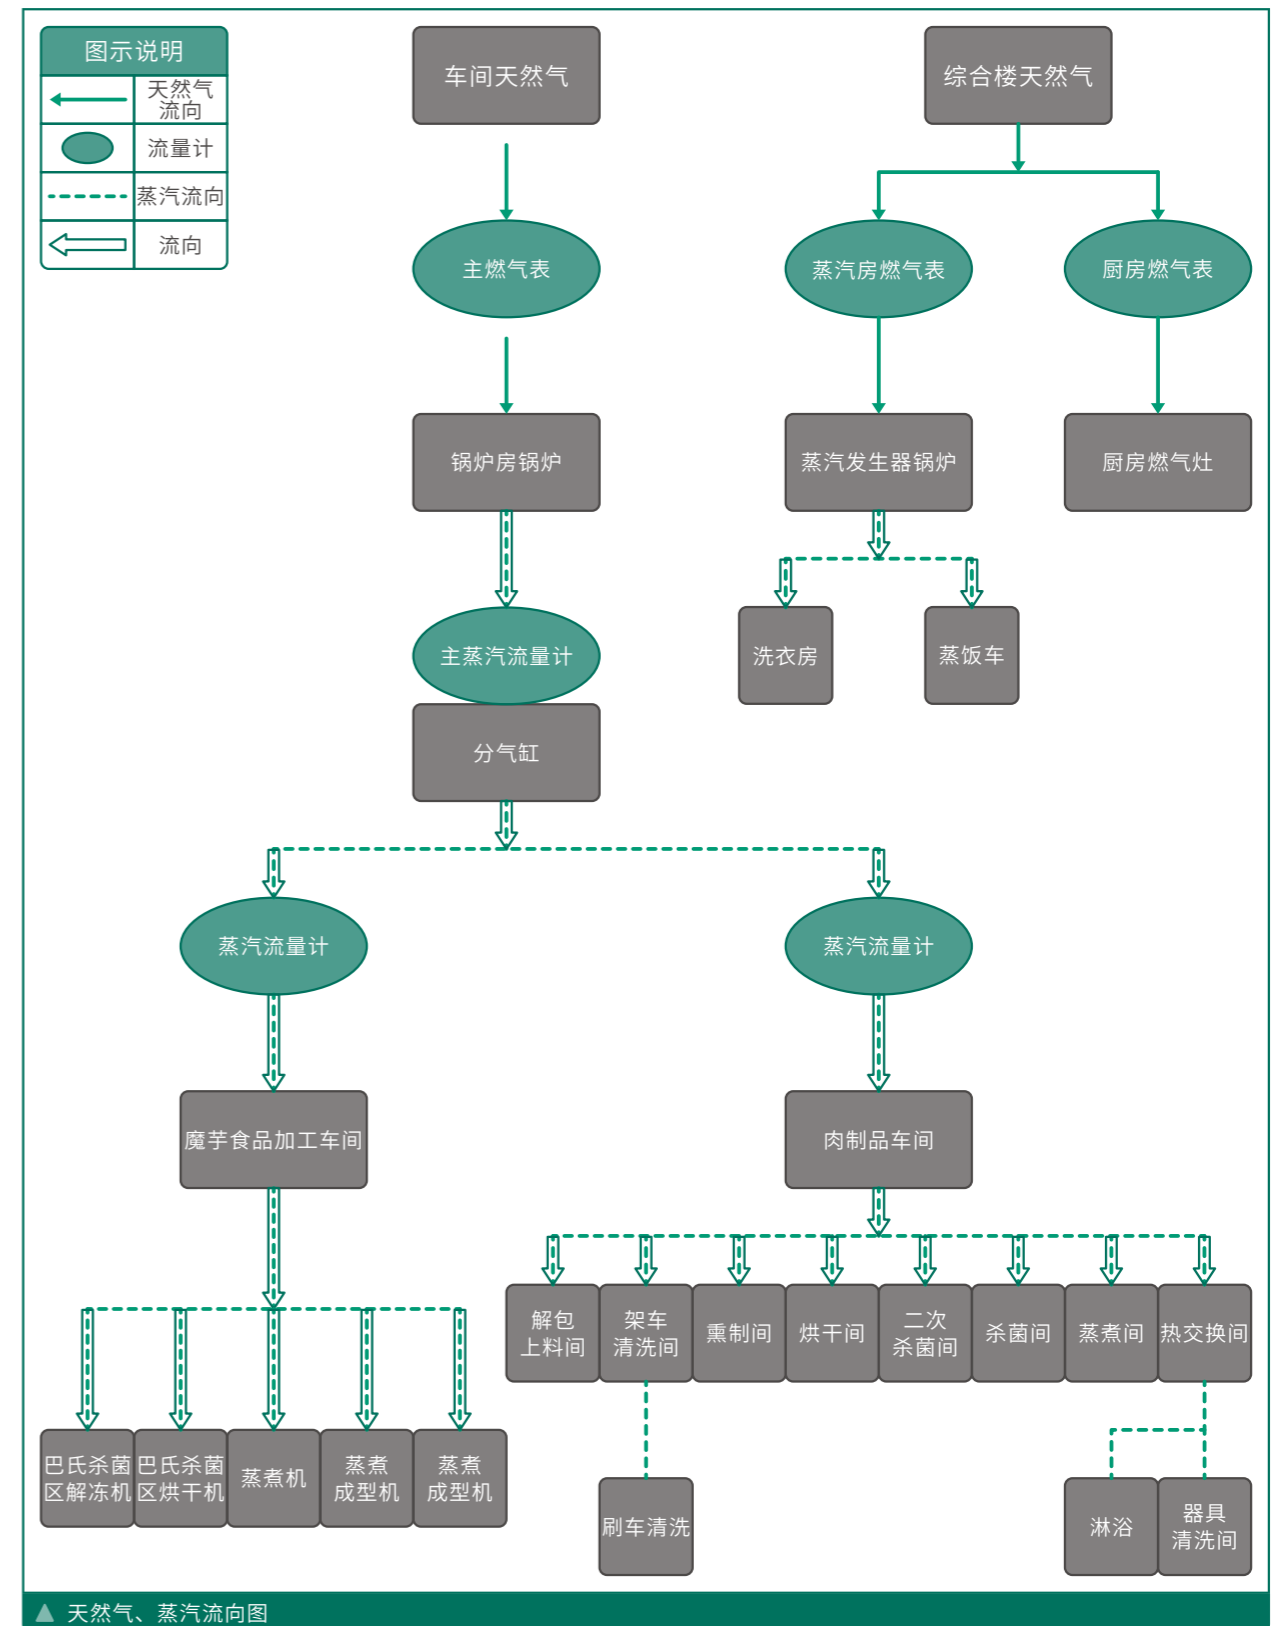 图示说明
天然气
流向
流量计
蒸汽流向
流向
车间天然气
综合楼天然气
主燃气表
蒸汽房燃气表
厨房燃气表
锅炉房锅炉
蒸汽发生器锅炉
厨房燃气灶
主蒸汽流量计
洗衣房
蒸饭车
分气缸
蒸汽流量计
蒸汽流量计
魔芋食品加工车间
肉制品车间
解包
上料间
架车
清洗间
熏制间
烘干间
二次
杀菌间
杀菌间
蒸煮间
热交换间
巴氏杀菌
区解冻机
巴氏杀菌
区烘干机
蒸煮机
蒸煮
成型机
蒸煮
成型机
刷车清洗
淋浴
器具
清洗间
天然气、蒸汽流向图